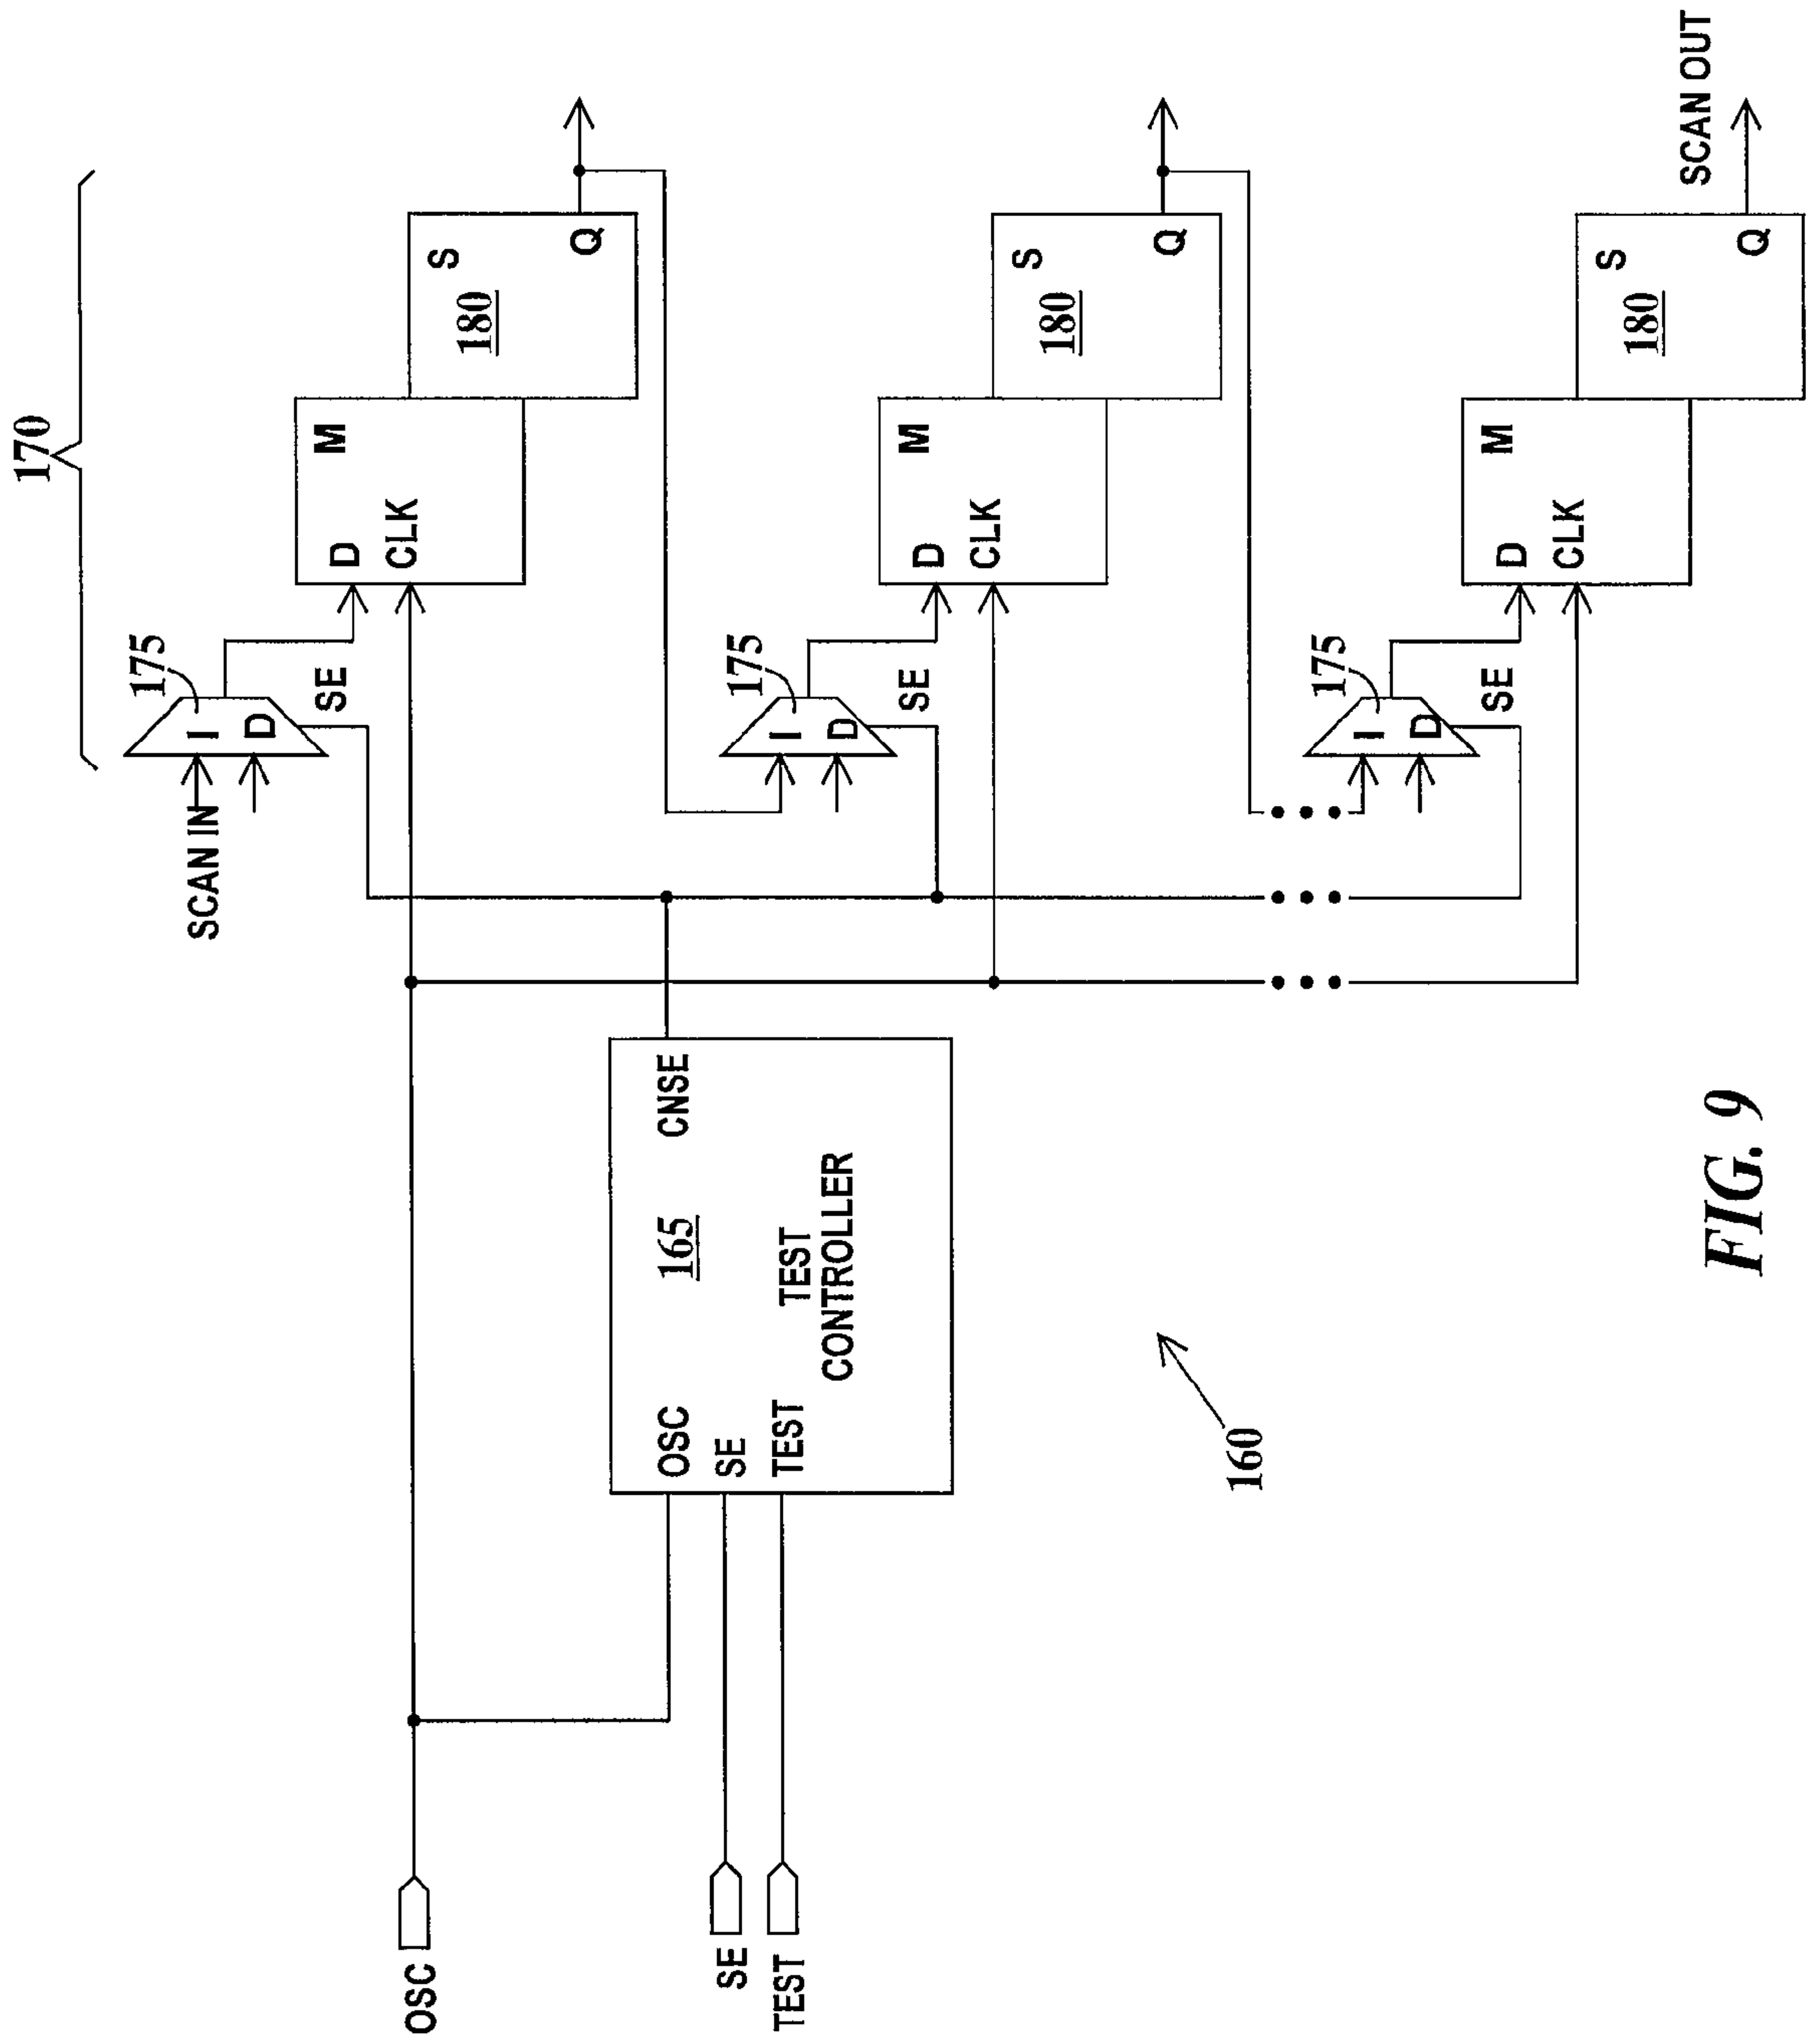 170
SCAN IN
I
D
175
SE
D
CLK
M
S
180
Q
OSC
OSC
SE
TEST
CNSE
165
TEST
CONTROLLER
SE
TEST
I
D
175
SE
D
CLK
M
S
180
Q
160
I
D
175
SE
D
CLK
M
S
180
Q
SCAN OUT
FIG. 9